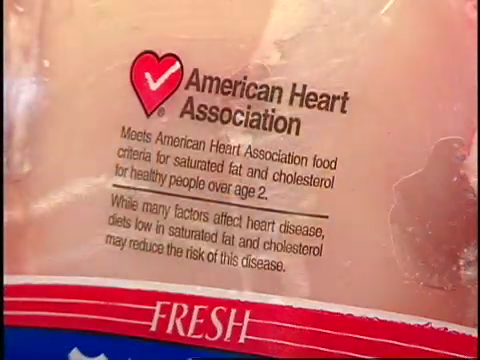 American Heart
Association
Meets American Heart Association food
criteria for saturated fat and cholesterol
for healthy people over age 2.
While many factors affect heart disease,
diets low in saturated fat and cholesterol
may reduce the risk of this disease.
FRESH